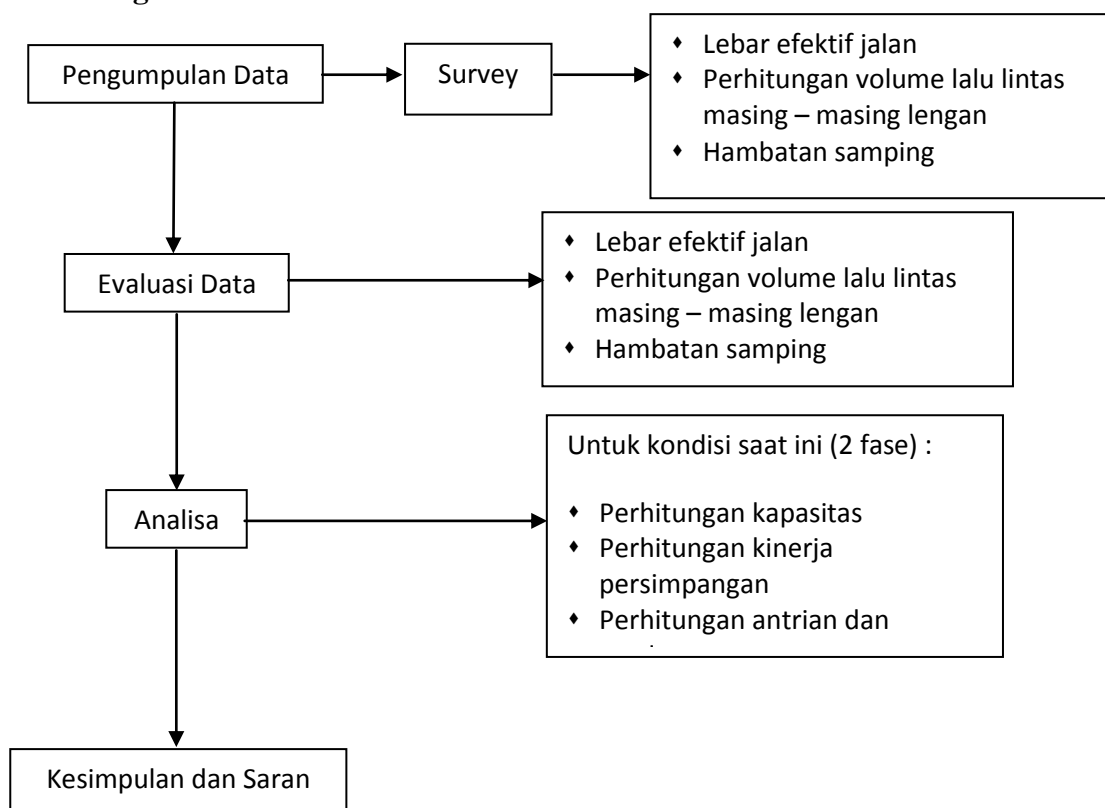 Pengumpulan Data
Survey
♦ Lebar efektif jalan
♦ Perhitungan volume lalu lintas
masing – masing lengan
♦ Hambatan samping
Evaluasi Data
♦ Lebar efektif jalan
♦ Perhitungan volume lalu lintas
masing – masing lengan
♦ Hambatan samping
Analisa
Untuk kondisi saat ini (2 fase) :
♦ Perhitungan kapasitas
♦ Perhitungan kinerja
persimpangan
♦ Perhitungan antrian dan
Kesimpulan dan Saran